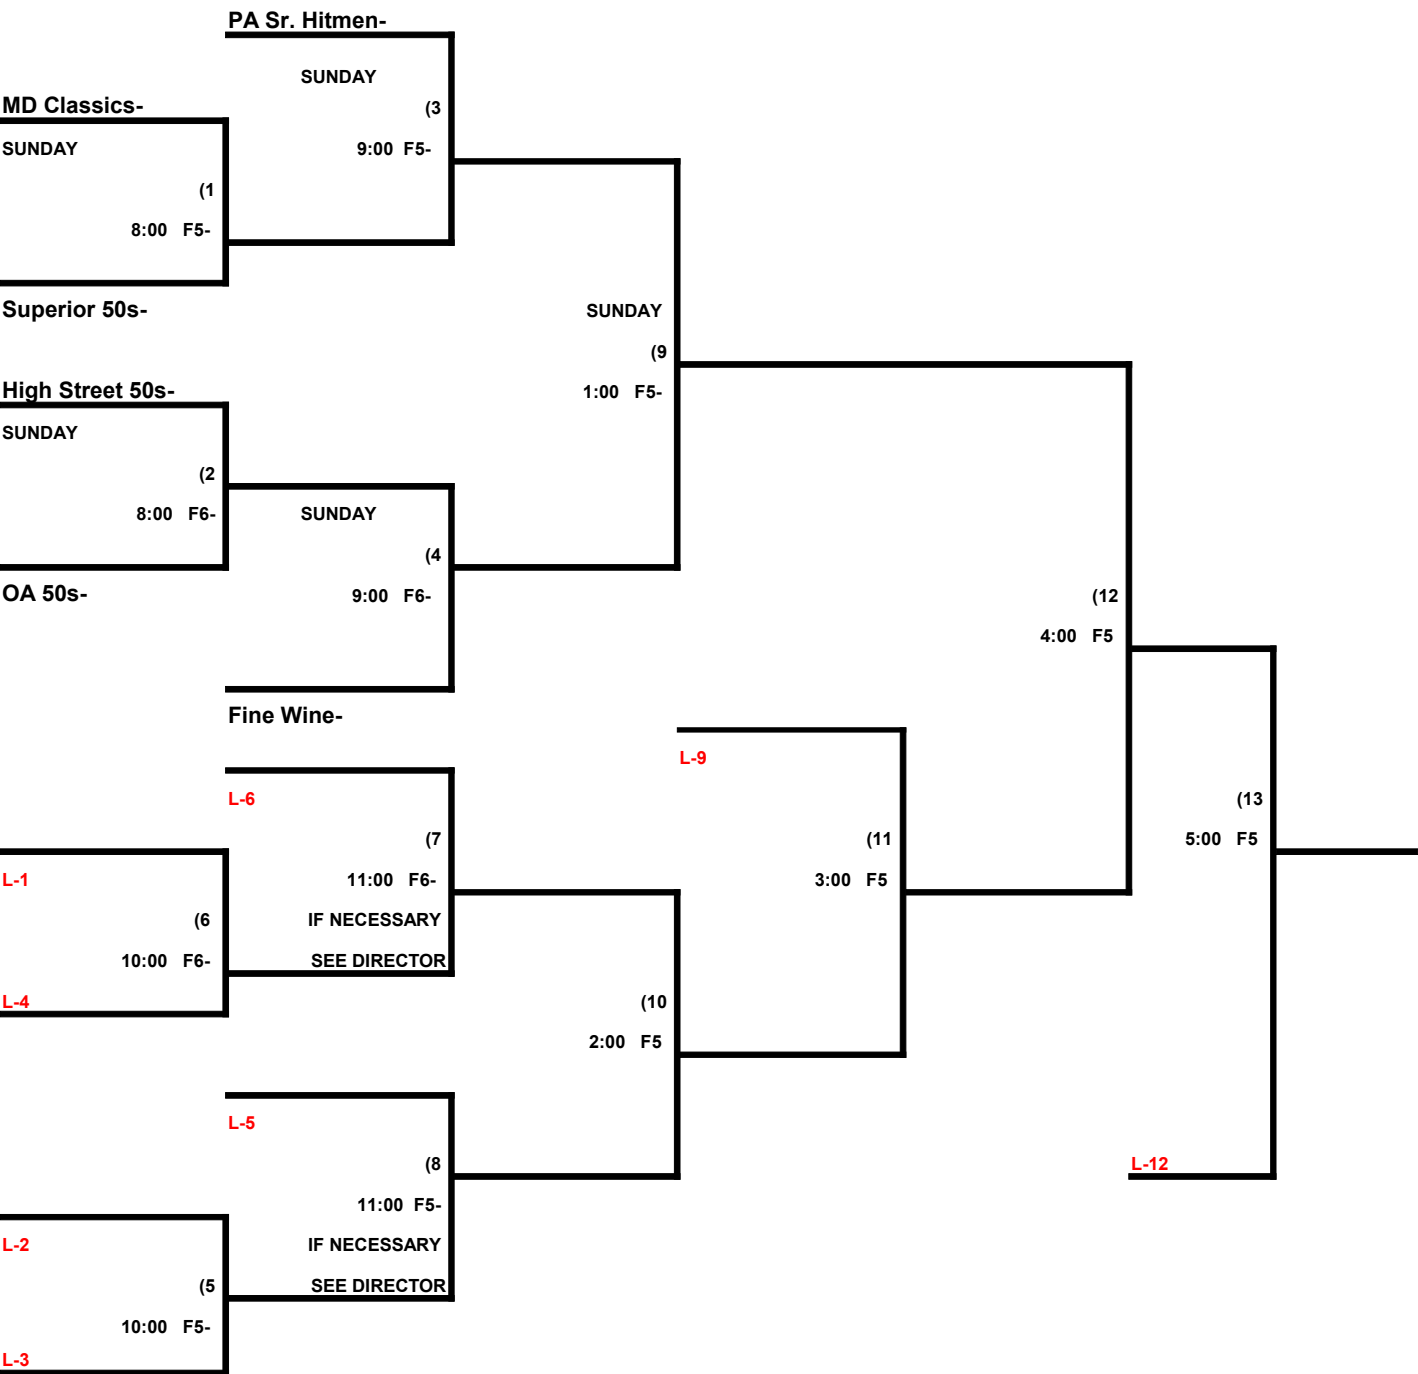 PA Sr. Hitmen-
SUNDAY
MD Classics-
(3
SUNDAY
9:00 F5-
(1
8:00 F5-
Superior 50s-
SUNDAY
(9
High Street 50s-
1:00 F5-
SUNDAY
(2
8:00 F6-
SUNDAY
(4
OA 50s-
9:00 F6-
(12
4:00 F5
Fine Wine-
L-9
L-6
(13
(7
(11
5:00 F5
L-1
11:00 F6-
3:00 F5
(6
IF NECESSARY
10:00 F6-
SEE DIRECTOR
L-4
(10
2:00 F5
L-5
(8
L-12
11:00 F5-
L-2
IF NECESSARY
(5
SEE DIRECTOR
10:00 F5-
L-3